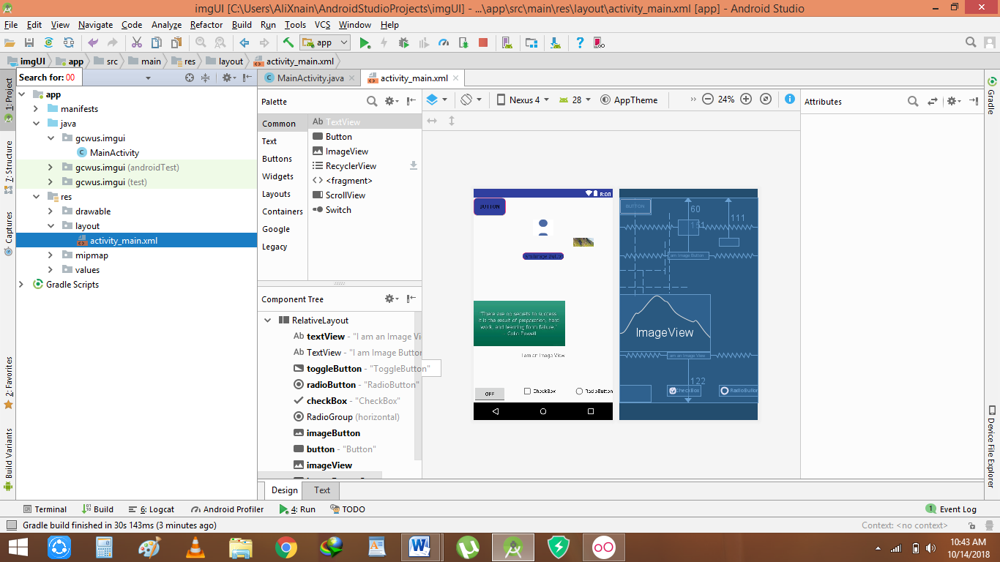 imgUI [C:\Users\AliXnain\AndroidStudioProjects\imgUI] - ...\app\src\main\res\layout\activity_main.xml [app] - Android Studio
File Edit View Navigate Code Analyze Refactor Build Run Tools VCS Window Help
app
imgUI app src main res layout activity_main.xml
Search for: 00
MainActivity.java activity_main.xml
1: Project
7: Structure
Captures
2: Favorites
Build Variants
app
manifests
java
gcwus.imgui
MainActivity
gcwus.imgui (androidTest)
gcwus.imgui (test)
res
drawable
layout
activity_main.xml
mipmap
values
Gradle Scripts
Palette
Common
Text
Buttons
Widgets
Layouts
Containers
Google
Legacy
Ab TextView
Button
ImageView
RecyclerView
<fragment>
ScrollView
Switch
Component Tree
RelativeLayout
Ab textView - "I am an Image Vi
Ab TextView - "I am Image Button
toggleButton - "ToggleButton"
radioButton - "RadioButton"
checkBox - "CheckBox"
RadioGroup (horizontal)
imageButton
button - "Button"
imageView
Nexus 4 28 AppTheme 24%
Attributes
8:00
BUTTON
I am Image Button
"There are no secrets to success.
It is the result of preparation, hard
work, and learning form failure."
Colin Powell
I am an Image View
OFF CheckBox RadioButton
BUTTON
60
151
111
I am Image Button
ImageView
I am an Image View
122
CheckBox RadioButton
Gradle
Device File Explorer
Design Text
Terminal Build 6: Logcat Android Profiler 4: Run TODO 1 Event Log
Gradle build finished in 30s 143ms (3 minutes ago) Context: <no context>
10:43 AM
10/14/2018